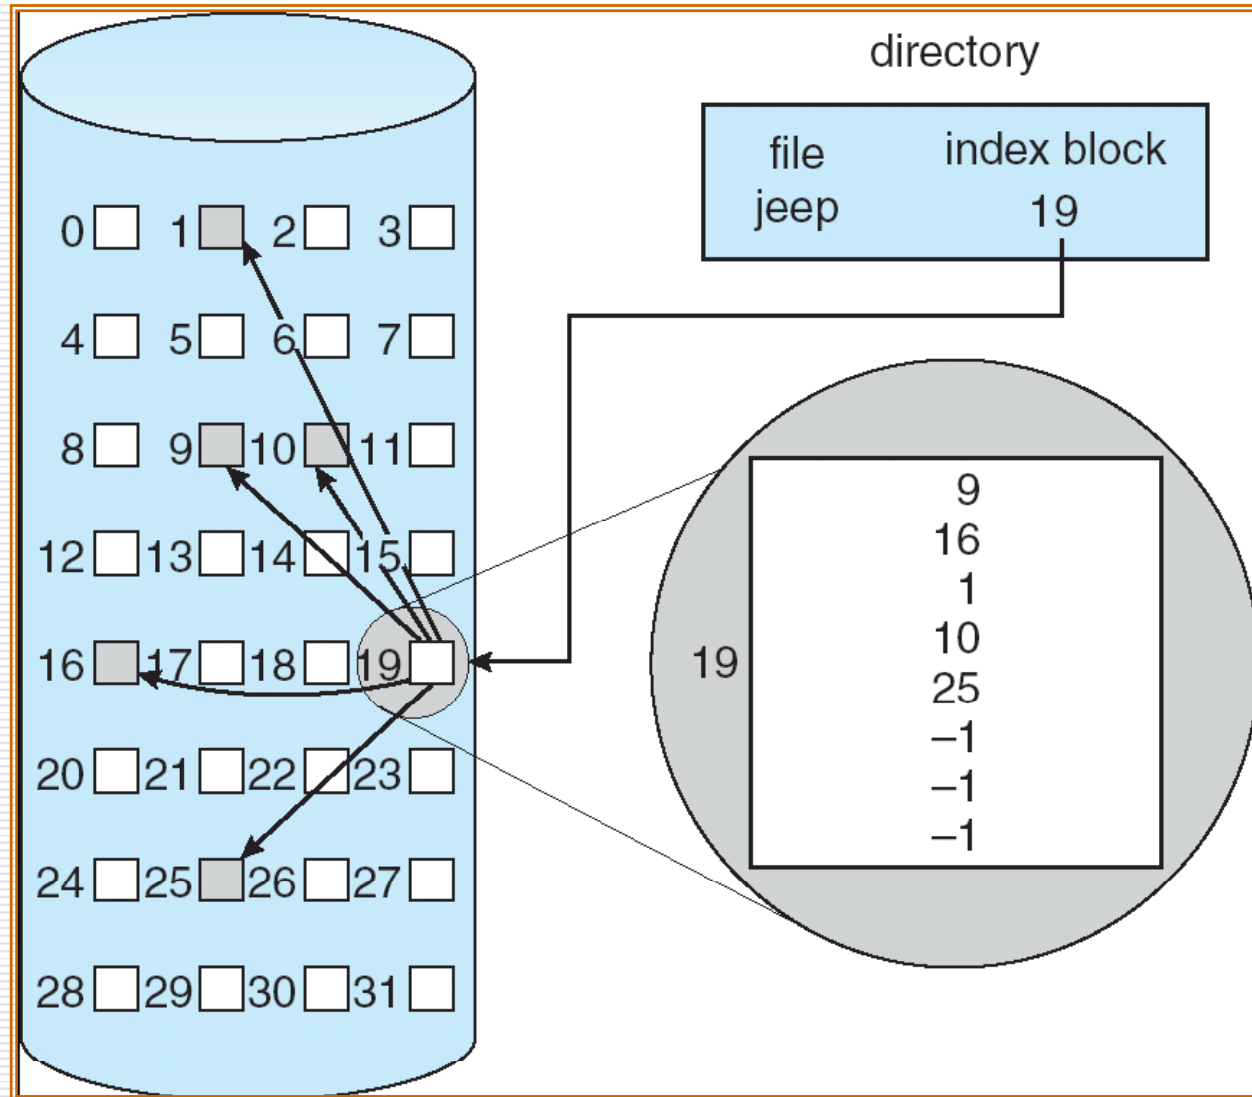 directory
file index block
jeep 19
0 1 2 3
4 5 6 7
8 9 10 11
12 13 14 15
16 17 18 19
20 21 22 23
24 25 26 27
28 29 30 31
19
9
16
1
10
25
–1
–1
–1